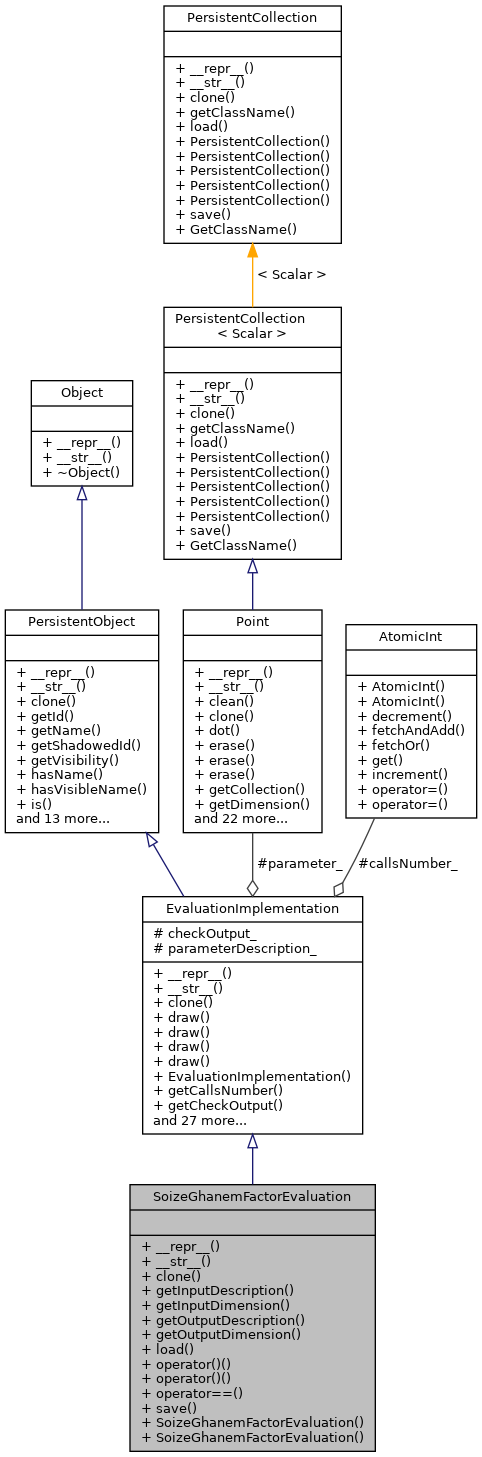 PersistentCollection
+ __repr__()
+ __str__()
+ clone()
+ getClassName()
+ load()
+ PersistentCollection()
+ PersistentCollection()
+ PersistentCollection()
+ PersistentCollection()
+ PersistentCollection()
+ save()
+ GetClassName()
< Scalar >
PersistentCollection
< Scalar >
+ __repr__()
+ __str__()
+ clone()
+ getClassName()
+ load()
+ PersistentCollection()
+ PersistentCollection()
+ PersistentCollection()
+ PersistentCollection()
+ PersistentCollection()
+ save()
+ GetClassName()
Object
+ __repr__()
+ __str__()
+ ~Object()
PersistentObject
+ __repr__()
+ __str__()
+ clone()
+ getId()
+ getName()
+ getShadowedId()
+ getVisibility()
+ hasName()
+ hasVisibleName()
+ is()
and 13 more...
Point
+ __repr__()
+ __str__()
+ clean()
+ clone()
+ dot()
+ erase()
+ erase()
+ erase()
+ getCollection()
+ getDimension()
and 22 more...
AtomicInt
+ AtomicInt()
+ AtomicInt()
+ decrement()
+ fetchAndAdd()
+ fetchOr()
+ get()
+ increment()
+ operator=()
+ operator=()
#parameter_
#callsNumber_
EvaluationImplementation
# checkOutput_
# parameterDescription_
+ __repr__()
+ __str__()
+ clone()
+ draw()
+ draw()
+ draw()
+ draw()
+ EvaluationImplementation()
+ getCallsNumber()
+ getCheckOutput()
and 27 more...
SoizeGhanemFactorEvaluation
+ __repr__()
+ __str__()
+ clone()
+ getInputDescription()
+ getInputDimension()
+ getOutputDescription()
+ getOutputDimension()
+ load()
+ operator()()
+ operator()()
+ operator==()
+ save()
+ SoizeGhanemFactorEvaluation()
+ SoizeGhanemFactorEvaluation()